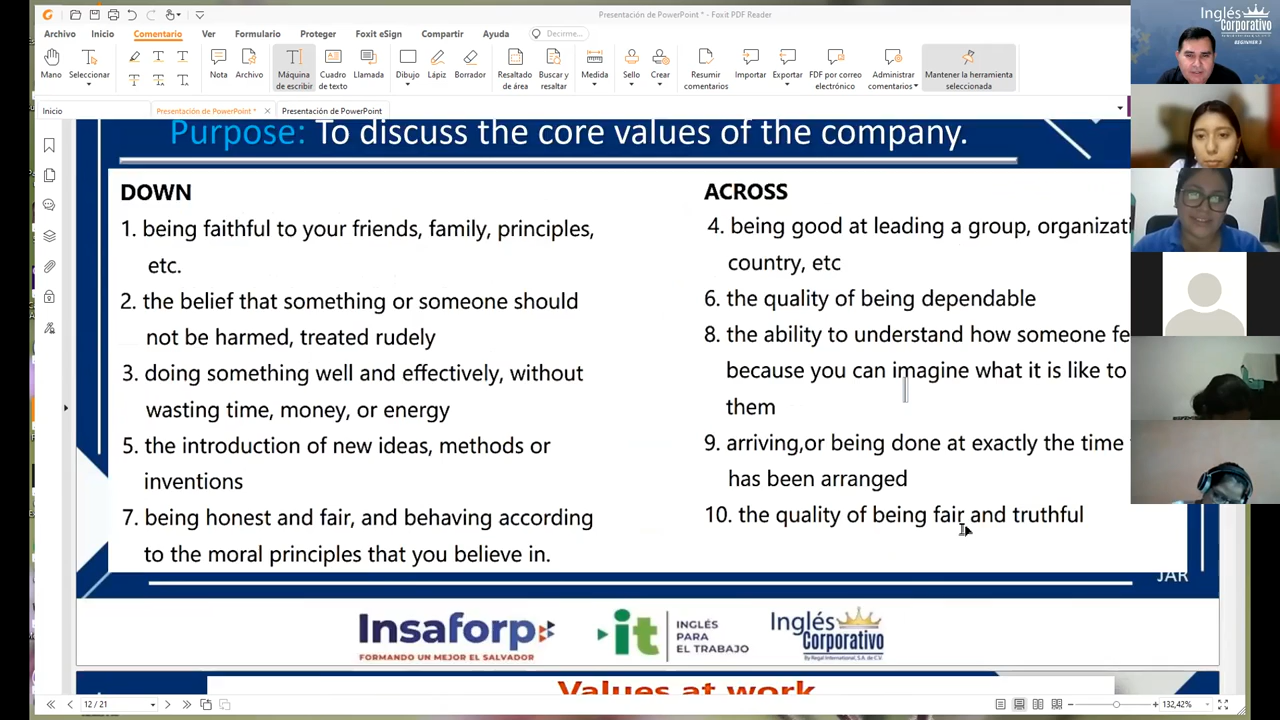 Presentación de PowerPoint * - Foxit PDF Reader
Archivo Inicio Comentario Ver Formulario Proteger Foxit eSign Compartir Ayuda Decirme...
Mano Seleccionar Nota Archivo Máquina de escribir Cuadro de texto Llamada Dibujo Lápiz Borrador Resaltado de área Buscar y resaltar Medida Sello Crear Resumir comentarios Importar Exportar FDF por correo electrónico Administrar comentarios Mantener la herramienta seleccionada
Inicio Presentación de PowerPoint * Presentación de PowerPoint
Purpose: To discuss the core values of the company.
DOWN
1. being faithful to your friends, family, principles,
etc.
2. the belief that something or someone should
not be harmed, treated rudely
3. doing something well and effectively, without
wasting time, money, or energy
5. the introduction of new ideas, methods or
inventions
7. being honest and fair, and behaving according
to the moral principles that you believe in.
ACROSS
4. being good at leading a group, organizati
country, etc
6. the quality of being dependable
8. the ability to understand how someone fe
because you can imagine what it is like to
them
9. arriving,or being done at exactly the time
has been arranged
10. the quality of being fair and truthful
JAR
Insaforp
FORMANDO UN MEJOR EL SALVADOR
it INGLÉS PARA EL TRABAJO
Inglés Corporativo
By Regal International, S.A. de C.V.
Values at work
12 / 21
132,42%
Inglés
Corporativo
BEGINNER 2